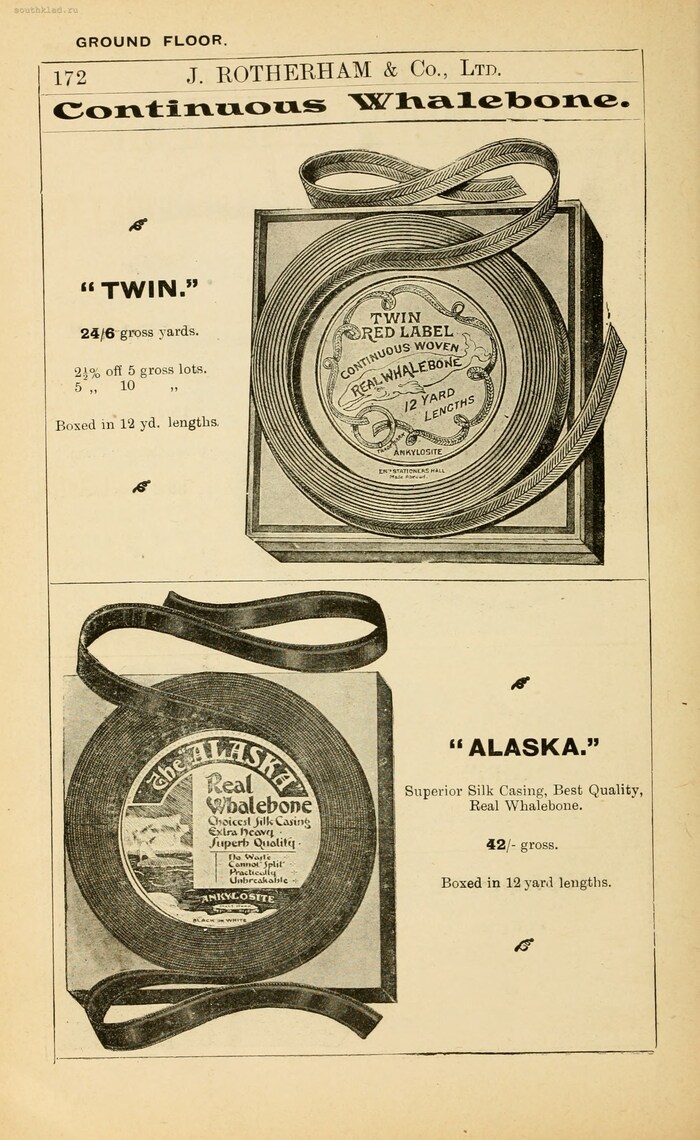 southklad.ru
GROUND FLOOR.
172 J. ROTHERHAM & Co., LTD.
Continuous Whalebone.
"TWIN."
24/6 gross yards.
2½% off 5 gross lots.
5 „ 10 „
Boxed in 12 yd. lengths.
TWIN
RED LABEL
CONTINUOUS WOVEN
REAL WHALEBONE
12 YARD
LENGTHS
TRADE MARK
ANKYLOSITE
ENTD STATIONERS HALL
The "ALASKA"
Real
Whalebone
Choicest Silk Casing
Extra Heavy
Superb Quality
No Waste
Cannot Split
Practically
Unbreakable
ANKYLOSITE
BLACK OR WHITE
"ALASKA."
Superior Silk Casing, Best Quality,
Real Whalebone.
42/- gross.
Boxed in 12 yard lengths.